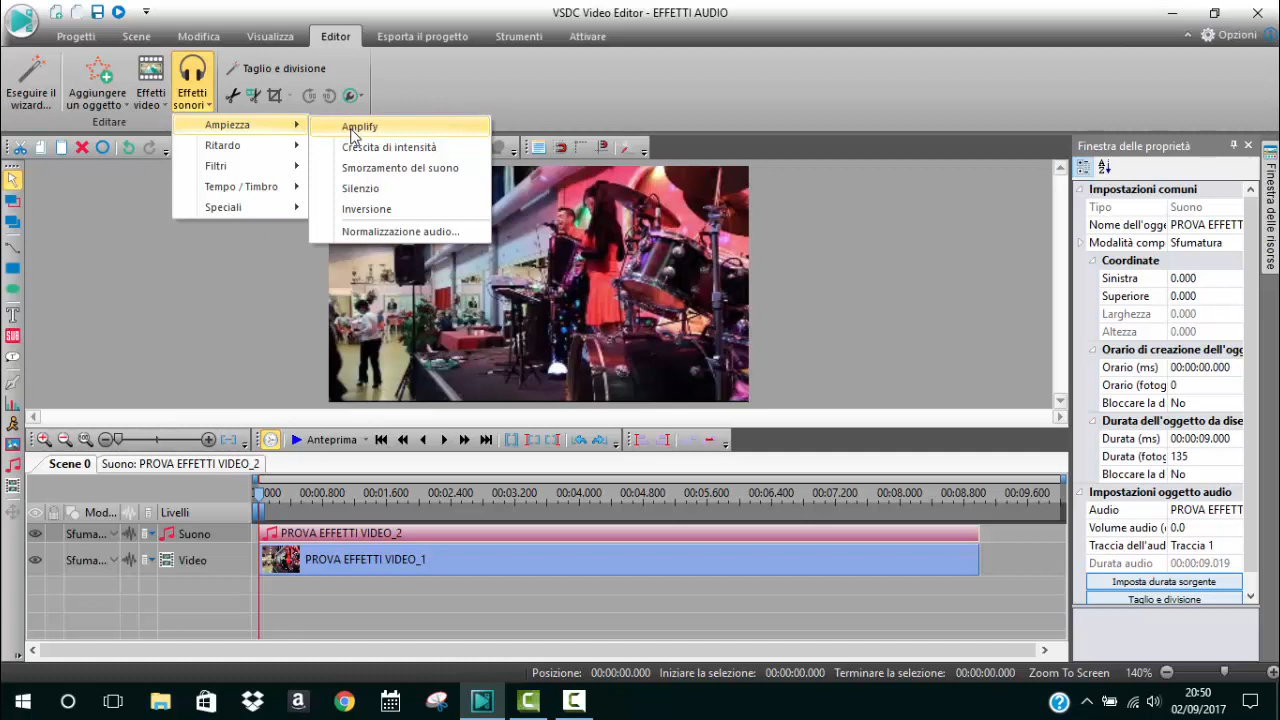 VSDC Video Editor - EFFETTI AUDIO
Progetti
Scene
Modifica
Visualizza
Editor
Esporta il progetto
Strumenti
Attivare
Opzioni
Eseguire il
wizard...
Aggiungere
un oggetto
Effetti
video
Effetti
sonori
Taglio e divisione
Editare
Ampiezza
Ritardo
Filtri
Tempo / Timbro
Speciali
Amplify
Crescita di intensità
Smorzamento del suono
Silenzio
Inversione
Normalizzazione audio...
Finestra delle proprietà
Finestra delle risorse
Impostazioni comuni
Tipo Suono
Nome dell'ogge PROVA EFFETT
Modalità comp Sfumatura
Coordinate
Sinistra 0.000
Superiore 0.000
Larghezza 0.000
Altezza 0.000
Orario di creazione dell'ogg
Orario (ms) 00:00:00.000
Orario (fotog 0
Bloccare la d No
Durata dell'oggetto da dise
Durata (ms) 00:00:09.000
Durata (fotog 135
Bloccare la d No
Impostazioni oggetto audio
Audio PROVA EFFETT
Volume audio ( 0.0
Traccia dell'aud Traccia 1
Durata audio 00:00:09.019
Imposta durata sorgente
Taglio e divisione
Anteprima
Scene 0
Suono: PROVA EFFETTI VIDEO_2
000 00:00.800 00:01.600 00:02.400 00:03.200 00:04.000 00:04.800 00:05.600 00:06.400 00:07.200 00:08.000 00:08.800 00:09.600
Mod... Livelli
Sfuma... Suono PROVA EFFETTI VIDEO_2
Sfuma... Video PROVA EFFETTI VIDEO_1
SUB
Posizione: 00:00:00.000 Iniziare la selezione: 00:00:00.000 Terminare la selezione: 00:00:00.000 Zoom To Screen 140%
20:50
02/09/2017